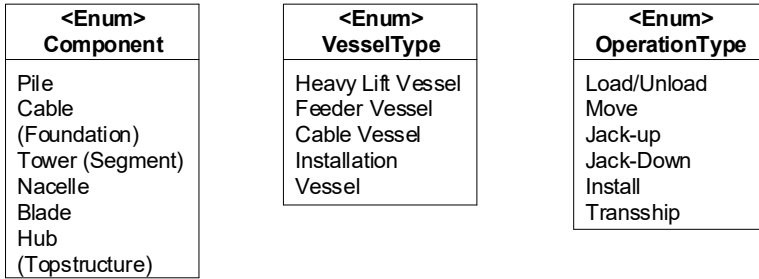 <Enum>
Component
Pile
Cable
(Foundation)
Tower (Segment)
Nacelle
Blade
Hub
(Topstructure)
<Enum>
VesselType
Heavy Lift Vessel
Feeder Vessel
Cable Vessel
Installation
Vessel
<Enum>
OperationType
Load/Unload
Move
Jack-up
Jack-Down
Install
Transship